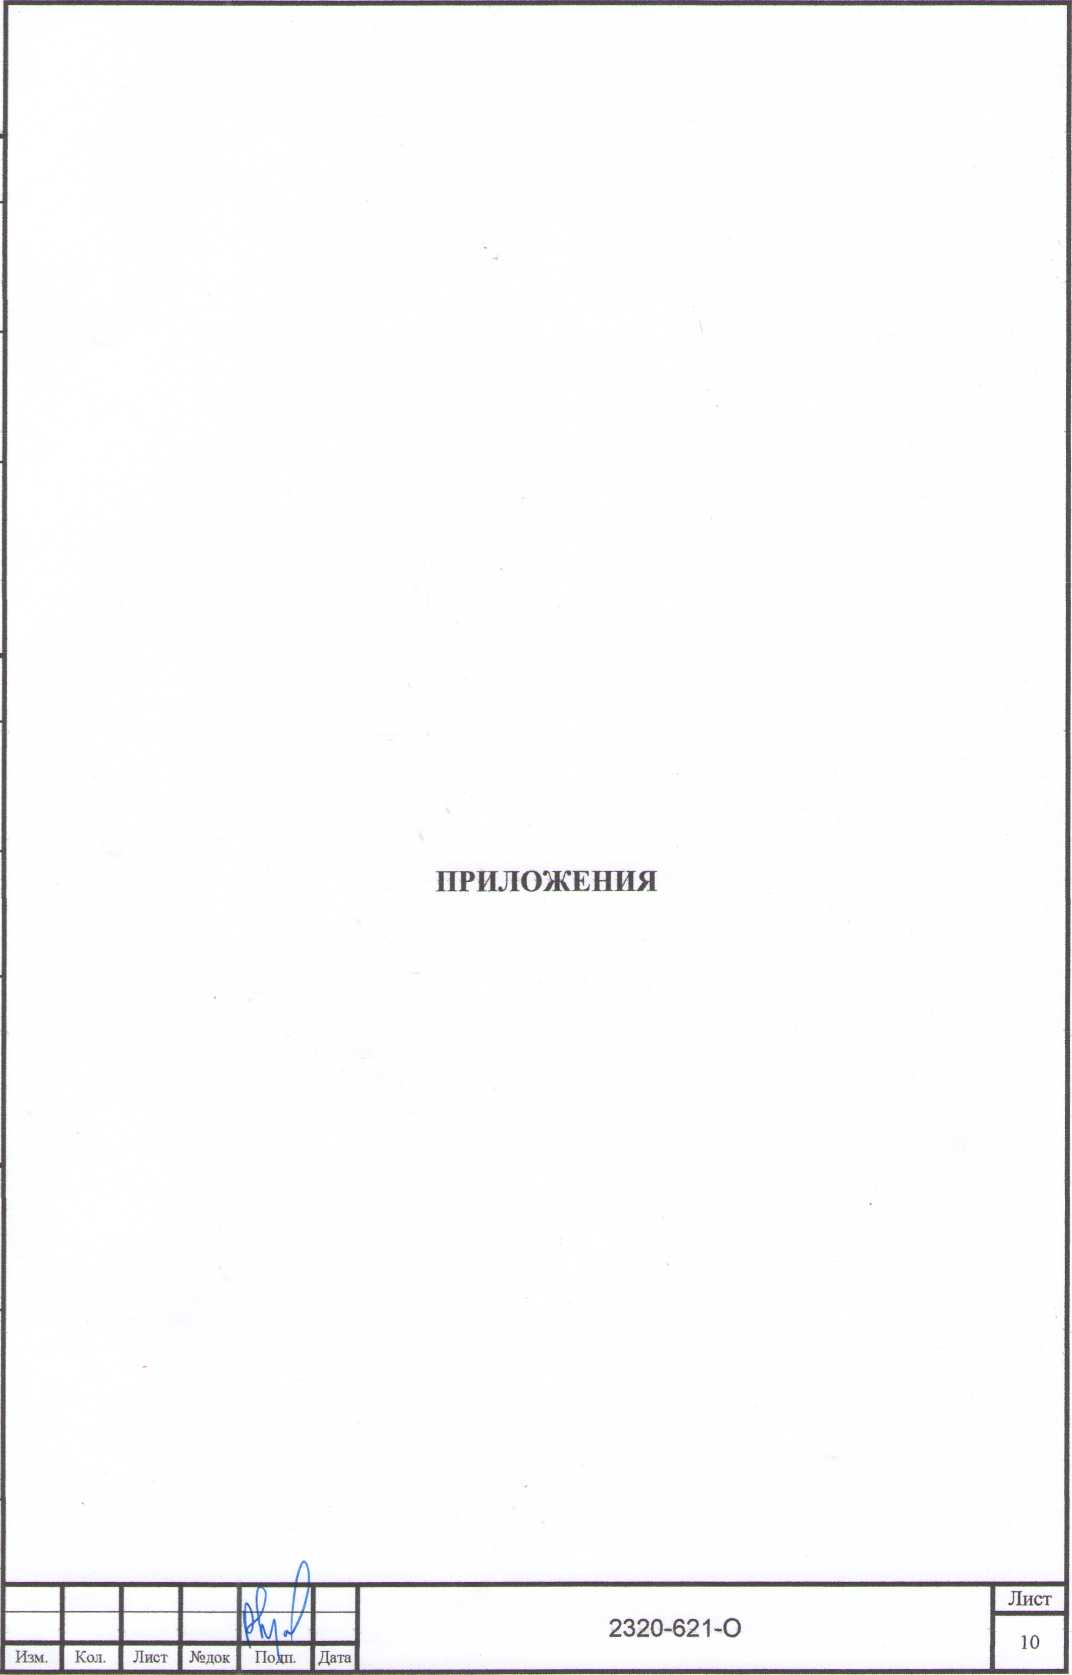 ПРИЛОЖЕНИЯ
Лист
2320-621-О
10
Изм. Кол. Лист №док Подп. Дата